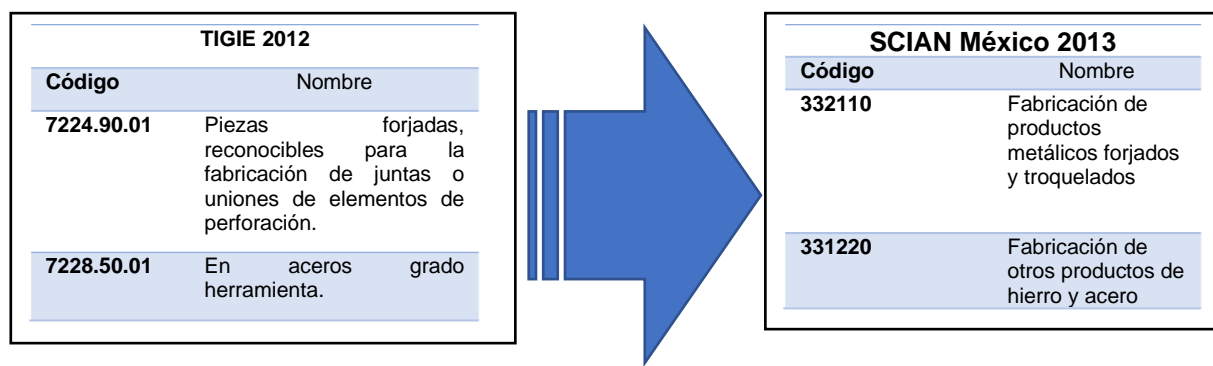 TIGIE 2012
Código Nombre
7224.90.01 Piezas forjadas,
reconocibles para la
fabricación de juntas o
uniones de elementos de
perforación.
7228.50.01 En aceros grado
herramienta.
SCIAN México 2013
Código Nombre
332110 Fabricación de
productos
metálicos forjados
y troquelados
331220 Fabricación de
otros productos de
hierro y acero